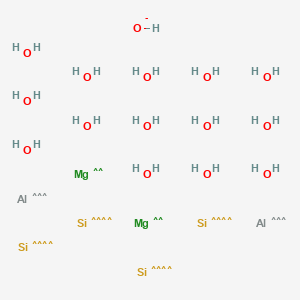 - 
O H
H H
O
H H H H H H H H
O O O O
H H
O
H H H H H H H H
O O O O
H H
O
H H H H H H
O O O
Mg ^^
Al ^^^
Si ^^^^ Mg ^^ Si ^^^^ Al ^^^
Si ^^^^
Si ^^^^